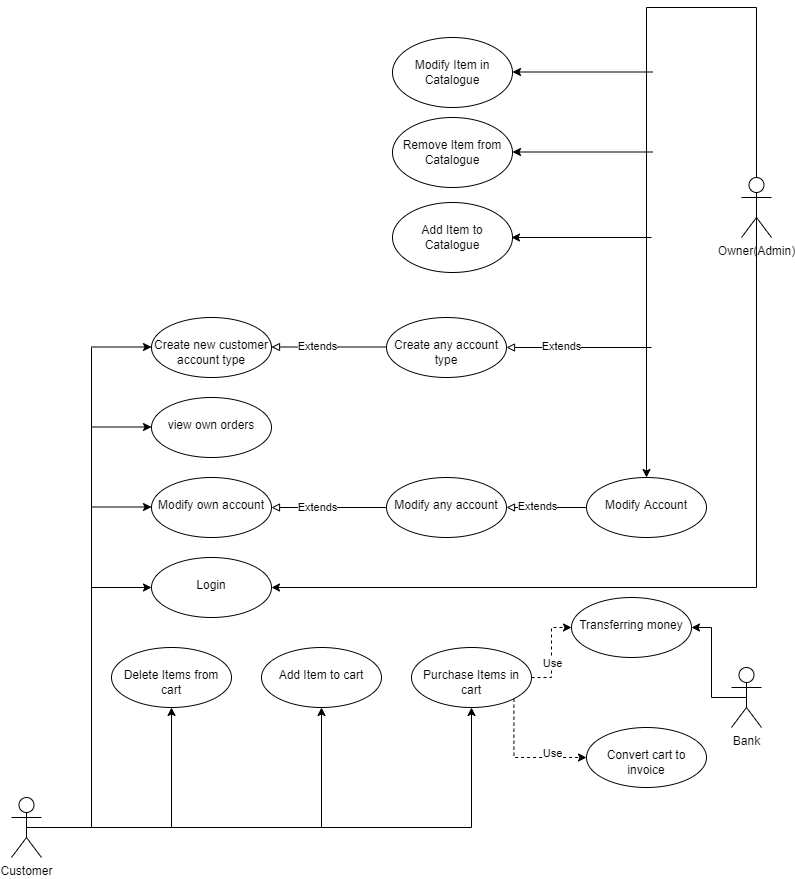 Modify Item in
Catalogue
Remove Item from
Catalogue
Add Item to
Catalogue
Owner(Admin)
Create new customer
account type
Extends
Create any account
type
Extends
view own orders
Modify own account
Extends
Modify any account
Extends
Modify Account
Login
Transferring money
Use
Delete Items from
cart
Add Item to cart
Purchase Items in
cart
Bank
Use
Convert cart to
invoice
Customer